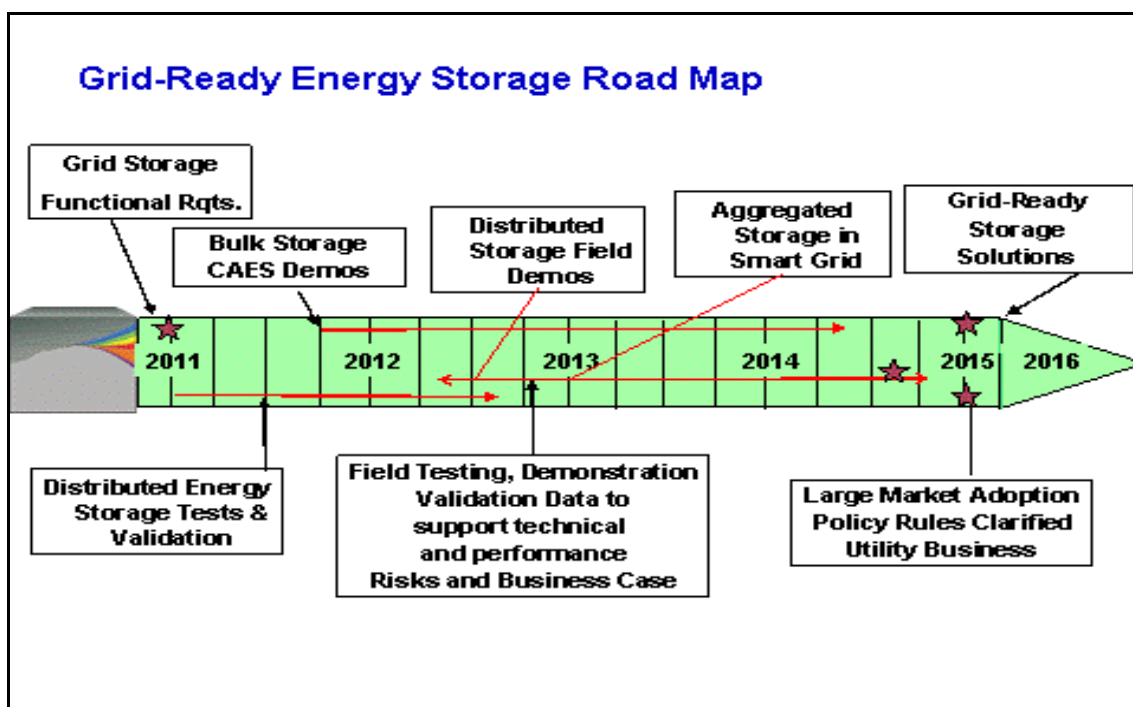 Grid-Ready Energy Storage Road Map
Grid Storage
Functional Rqts.
Bulk Storage
CAES Demos
Distributed
Storage Field
Demos
Aggregated
Storage in
Smart Grid
Grid-Ready
Storage
Solutions
2011
2012
2013
2014
2015
2016
Distributed Energy
Storage Tests &
Validation
Field Testing, Demonstration
Validation Data to
support technical
and performance
Risks and Business Case
Large Market Adoption
Policy Rules Clarified
Utility Business